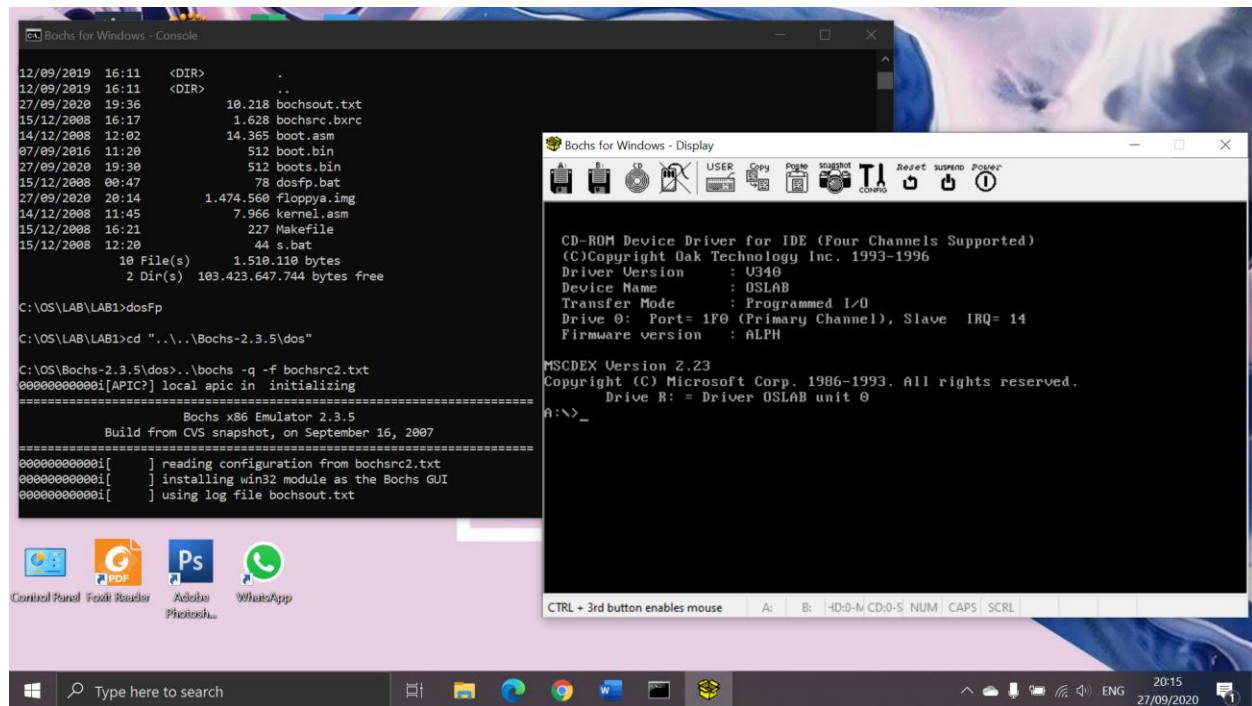 Bochs for Windows - Console
12/09/2019 16:11 <DIR> .
12/09/2019 16:11 <DIR> ..
27/09/2020 19:36 10.218 bochsout.txt
15/12/2008 16:17 1.628 bochsrc.bxrc
14/12/2008 12:02 14.365 boot.asm
07/09/2016 11:20 512 boot.bin
27/09/2020 19:30 512 boots.bin
15/12/2008 00:47 78 dosfp.bat
27/09/2020 20:14 1.474.560 floppya.img
14/12/2008 11:45 7.966 kernel.asm
15/12/2008 16:21 227 Makefile
15/12/2008 12:20 44 s.bat
10 File(s) 1.510.110 bytes
2 Dir(s) 103.423.647.744 bytes free
C:\OS\LAB\LAB1>dosFp
C:\OS\LAB\LAB1>cd "..\..\Bochs-2.3.5\dos"
C:\OS\Bochs-2.3.5\dos>..\bochs -q -f bochsrc2.txt
00000000000i[APIC?] local apic in initializing
========================================================================
Bochs x86 Emulator 2.3.5
Build from CVS snapshot, on September 16, 2007
========================================================================
00000000000i[ ] reading configuration from bochsrc2.txt
00000000000i[ ] installing win32 module as the Bochs GUI
00000000000i[ ] using log file bochsout.txt
Bochs for Windows - Display
A: B: CD USER Copy Paste snapshot CONFIG Reset SUSPEND Power
CD-ROM Device Driver for IDE (Four Channels Supported)
(C)Copyright Oak Technology Inc. 1993-1996
Driver Version : V340
Device Name : OSLAB
Transfer Mode : Programmed I/O
Drive 0: Port= 1F0 (Primary Channel), Slave IRQ= 14
Firmware version : ALPH
MSCDEX Version 2.23
Copyright (C) Microsoft Corp. 1986-1993. All rights reserved.
Drive R: = Driver OSLAB unit 0
A:\>_
CTRL + 3rd button enables mouse A: B: HD:0-M CD:0-S NUM CAPS SCRL
PDF
Ps
Control Panel
Foxit Reader
Adobe
Photosh...
WhatsApp
Type here to search
ENG
20:15
27/09/2020
1